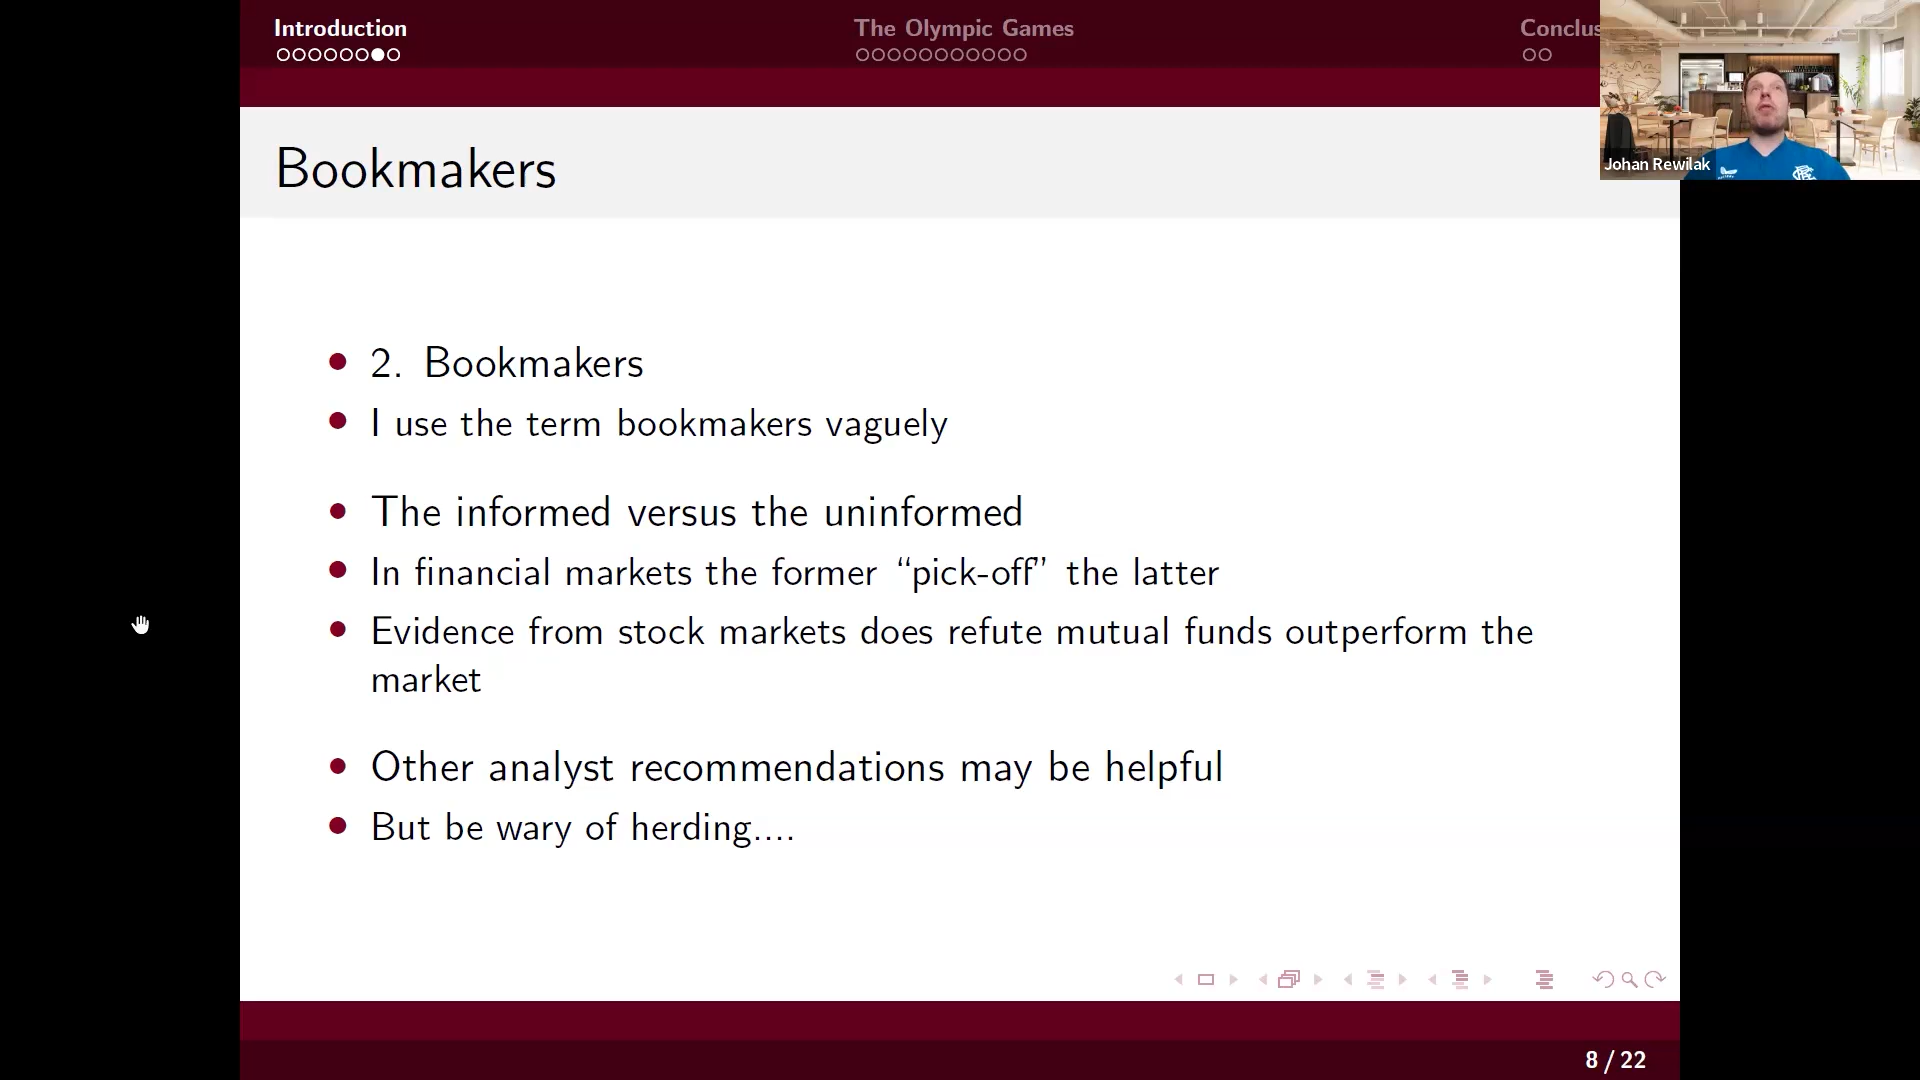 Introduction
The Olympic Games
Conclus
Johan Rewilak
Bookmakers
2. Bookmakers
I use the term bookmakers vaguely
The informed versus the uninformed
In financial markets the former “pick-off” the latter
Evidence from stock markets does refute mutual funds outperform the
market
Other analyst recommendations may be helpful
But be wary of herding....
8 / 22